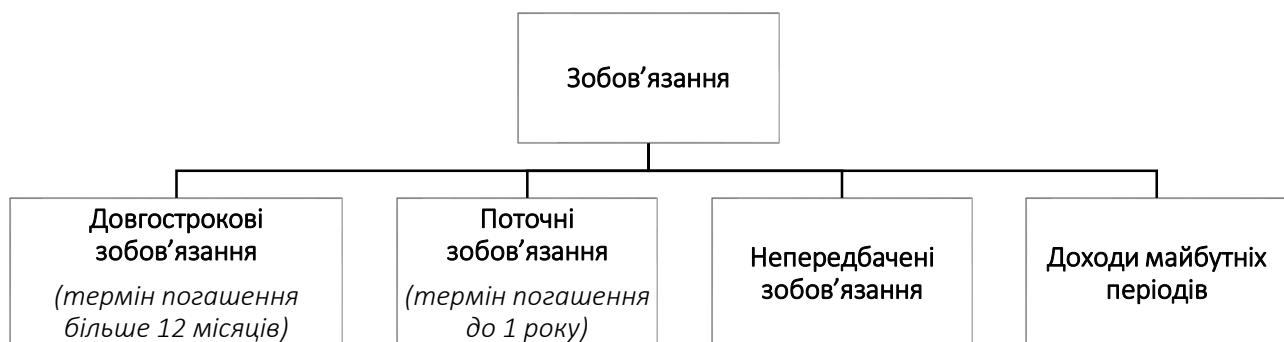 Зобов’язання
Довгострокові
зобов’язання
(термін погашення
більше 12 місяців)
Поточні
зобов’язання
(термін погашення
до 1 року)
Непередбачені
зобов’язання
Доходи майбутніх
періодів